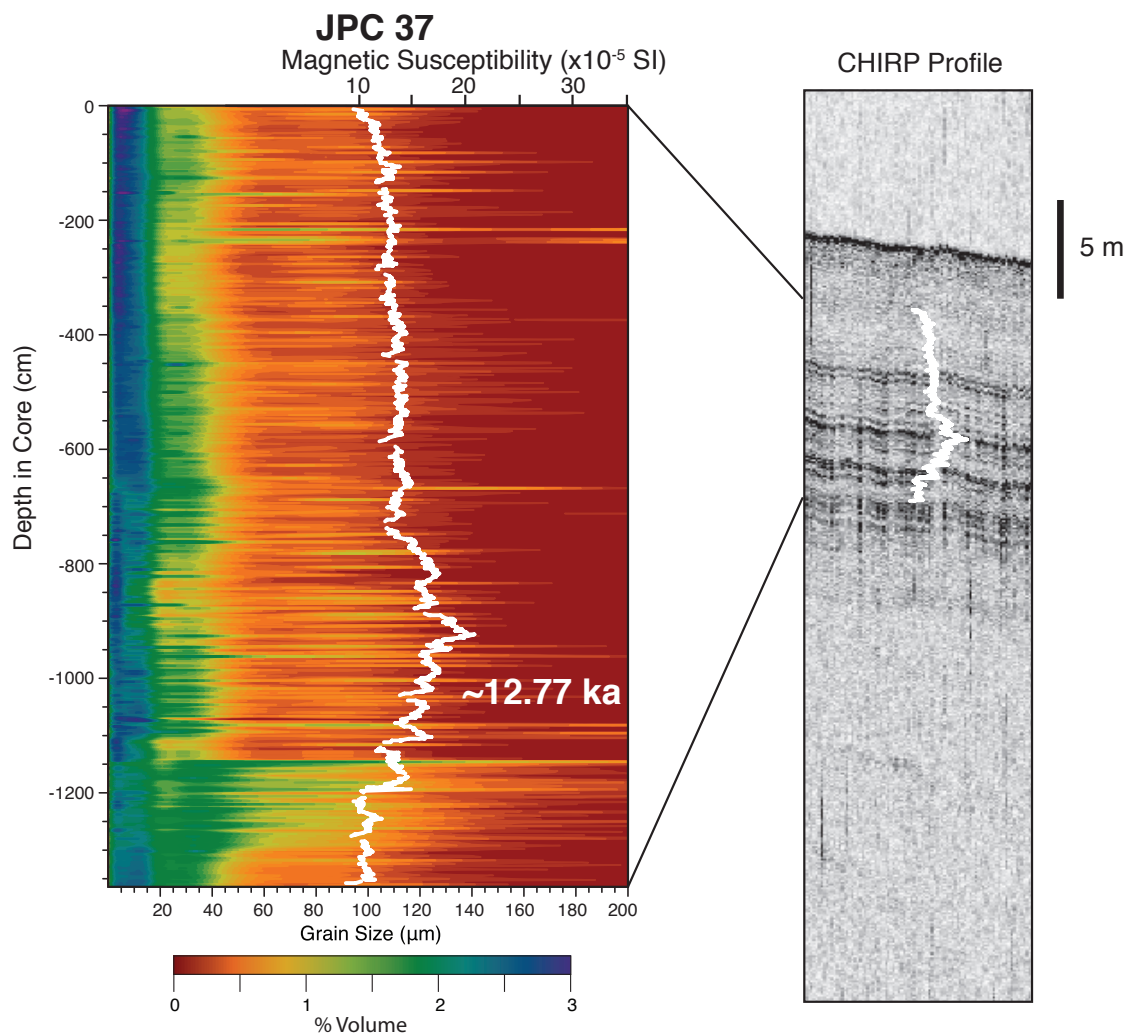 JPC 37
Magnetic Susceptibility (x10⁻⁵ SI)
10 20 30
CHIRP Profile
0
-200
-400
-600
-800
-1000
-1200
Depth in Core (cm)
~12.77 ka
5 m
20 40 60 80 100 120 140 160 180 200
Grain Size (µm)
0 1 2 3
% Volume